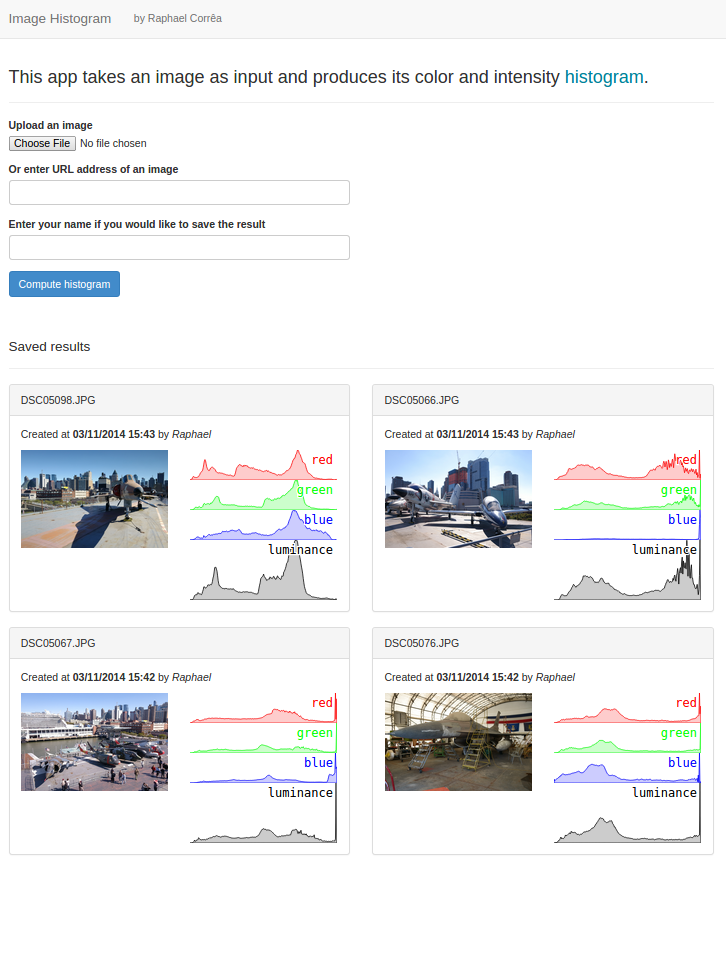 Image Histogram by Raphael Corrêa
This app takes an image as input and produces its color and intensity histogram.
Upload an image
Choose File No file chosen
Or enter URL address of an image
Enter your name if you would like to save the result
Compute histogram
Saved results
DSC05098.JPG
Created at 03/11/2014 15:43 by Raphael
red
green
blue
luminance
DSC05066.JPG
Created at 03/11/2014 15:43 by Raphael
red
green
blue
luminance
DSC05067.JPG
Created at 03/11/2014 15:42 by Raphael
red
green
blue
luminance
DSC05076.JPG
Created at 03/11/2014 15:42 by Raphael
red
green
blue
luminance